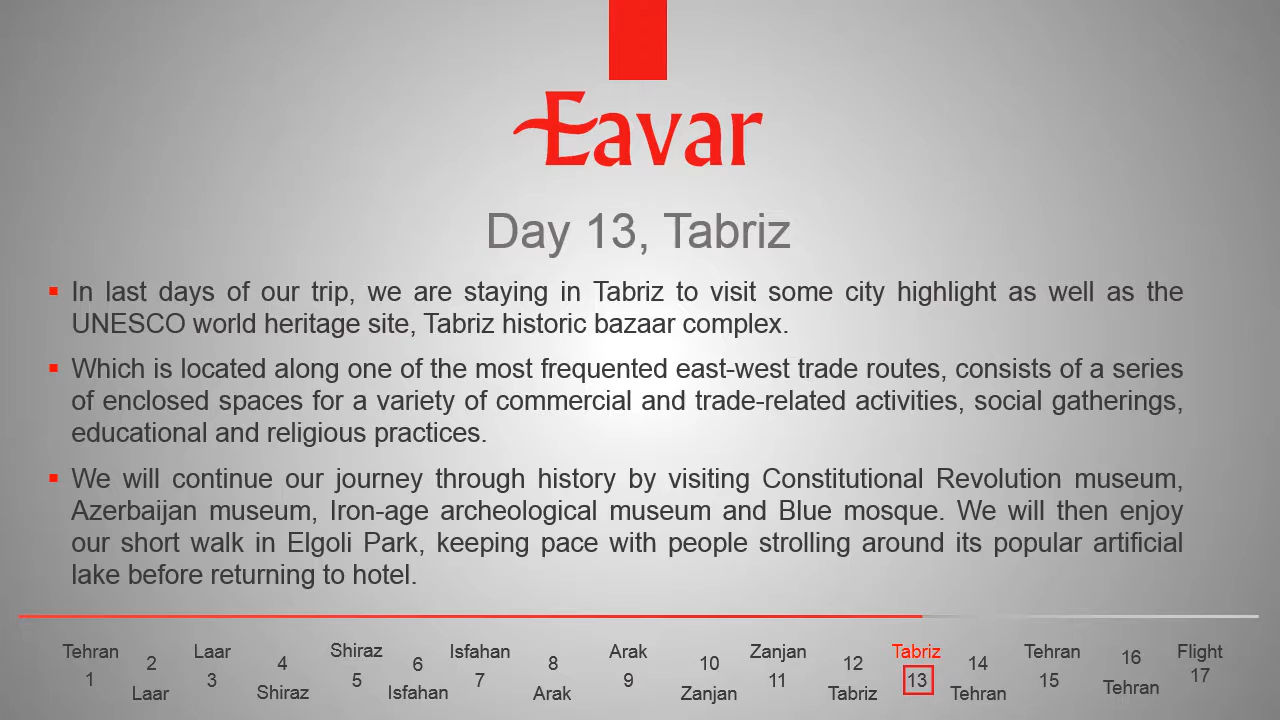 Eavar
Day 13, Tabriz
▪ In last days of our trip, we are staying in Tabriz to visit some city highlight as well as the
UNESCO world heritage site, Tabriz historic bazaar complex.
▪ Which is located along one of the most frequented east-west trade routes, consists of a series
of enclosed spaces for a variety of commercial and trade-related activities, social gatherings,
educational and religious practices.
▪ We will continue our journey through history by visiting Constitutional Revolution museum,
Azerbaijan museum, Iron-age archeological museum and Blue mosque. We will then enjoy
our short walk in Elgoli Park, keeping pace with people strolling around its popular artificial
lake before returning to hotel.
Tehran
1
2
Laar
Laar
3
4
Shiraz
Shiraz
5
6
Isfahan
Isfahan
7
8
Arak
Arak
9
10
Zanjan
Zanjan
11
12
Tabriz
Tabriz
13
14
Tehran
Tehran
15
16
Tehran
Flight
17